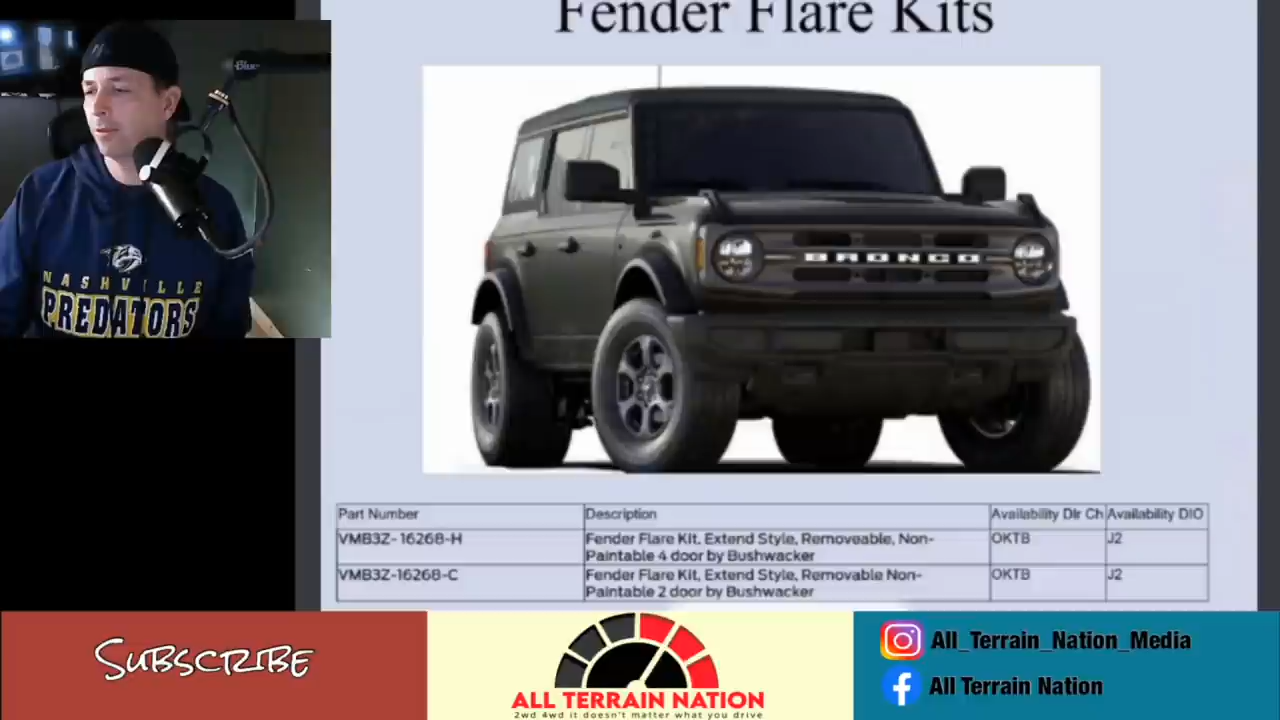 Fender Flare Kits
Blue
NASHVILLE
PREDATORS
BRONCO
Part Number Description Availability Dlr Ch Availability DIO
VMB3Z-16268-H Fender Flare Kit, Extend Style, Removeable, Non-
Paintable 4 door by Bushwacker OKTB J2
VMB3Z-16268-C Fender Flare Kit, Extend Style, Removable Non-
Paintable 2 door by Bushwacker OKTB J2
SUBSCRIBE
ALL TERRAIN NATION
2wd 4wd it doesn't matter what you drive
All_Terrain_Nation_Media
All Terrain Nation